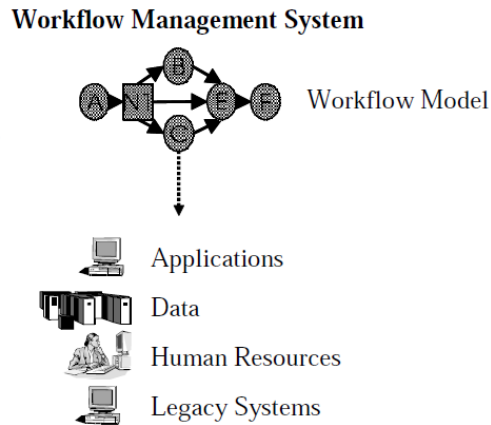 Workflow Management System
B
A N E F
C
Workflow Model
Applications
Data
Human Resources
Legacy Systems